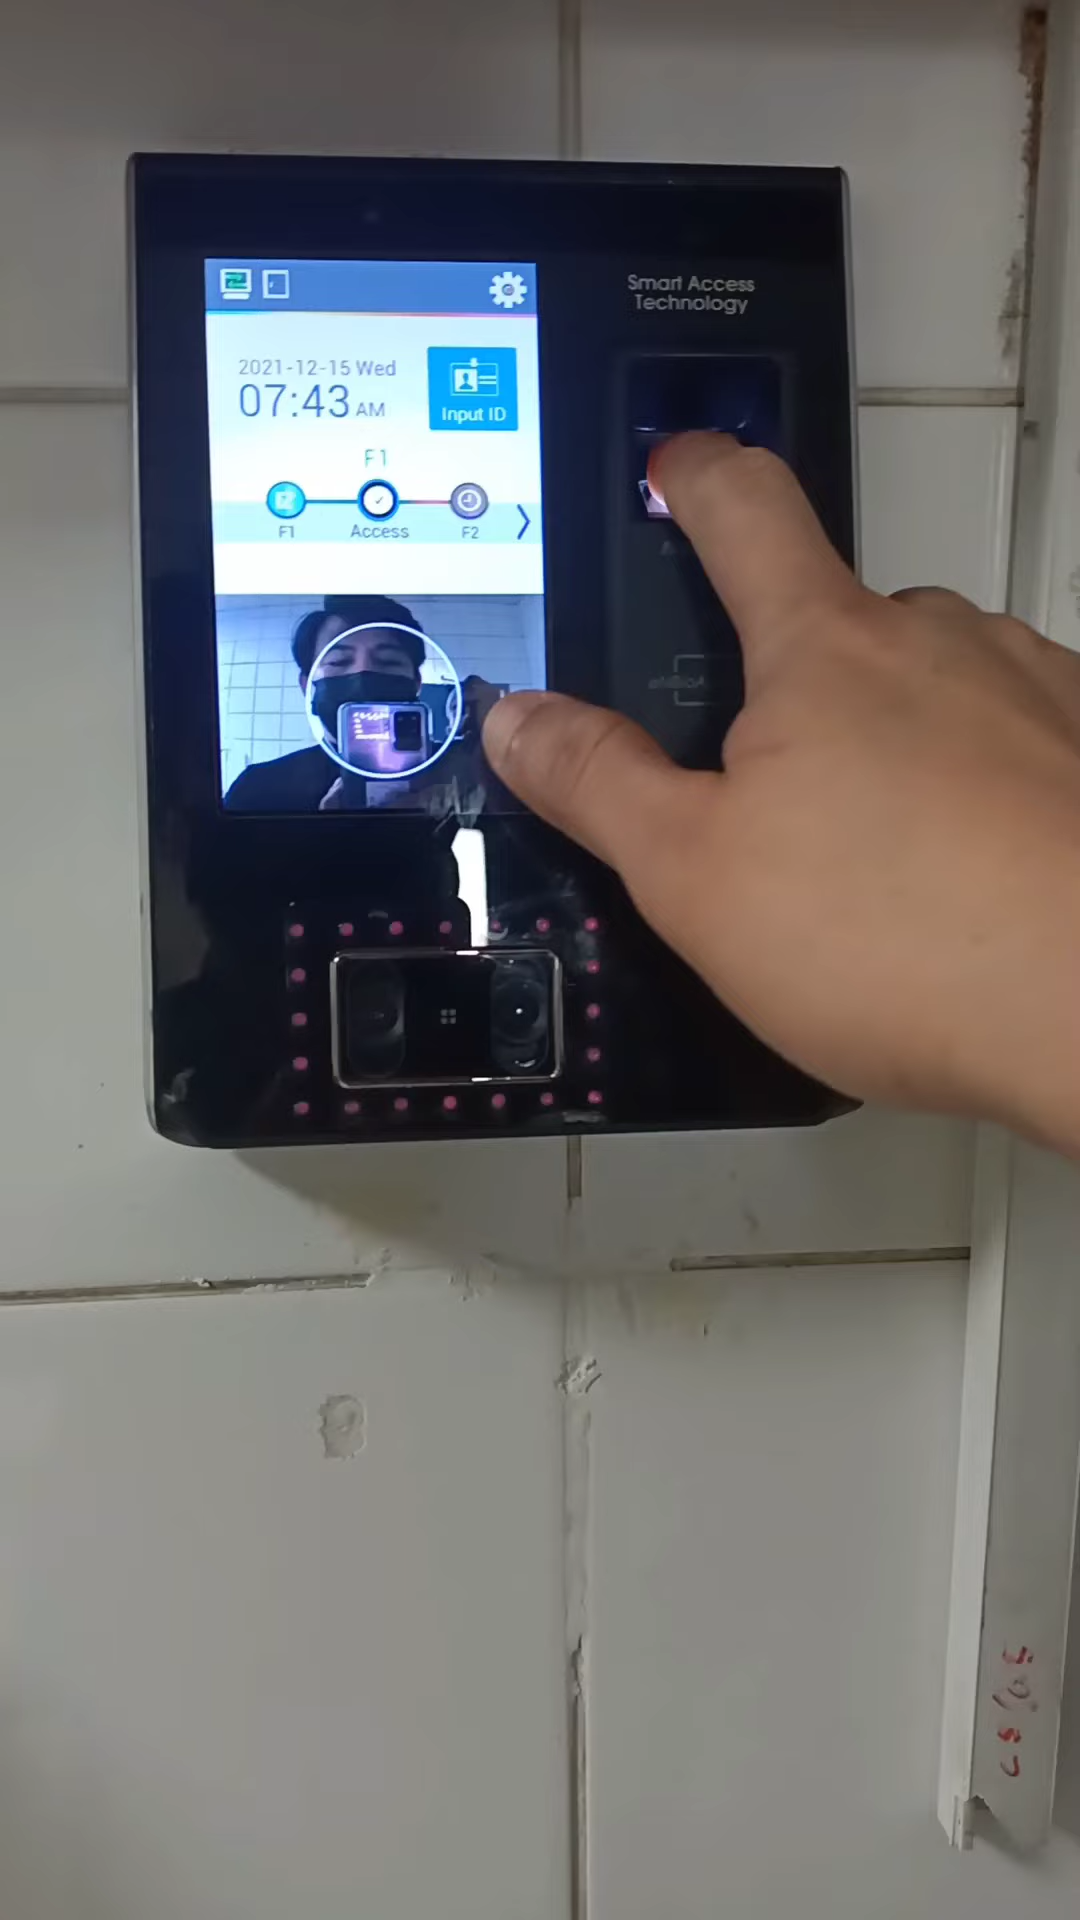 Smart Access
Technology
2021-12-15 Wed
07:43 AM
Input ID
F1
F1
Access
F2